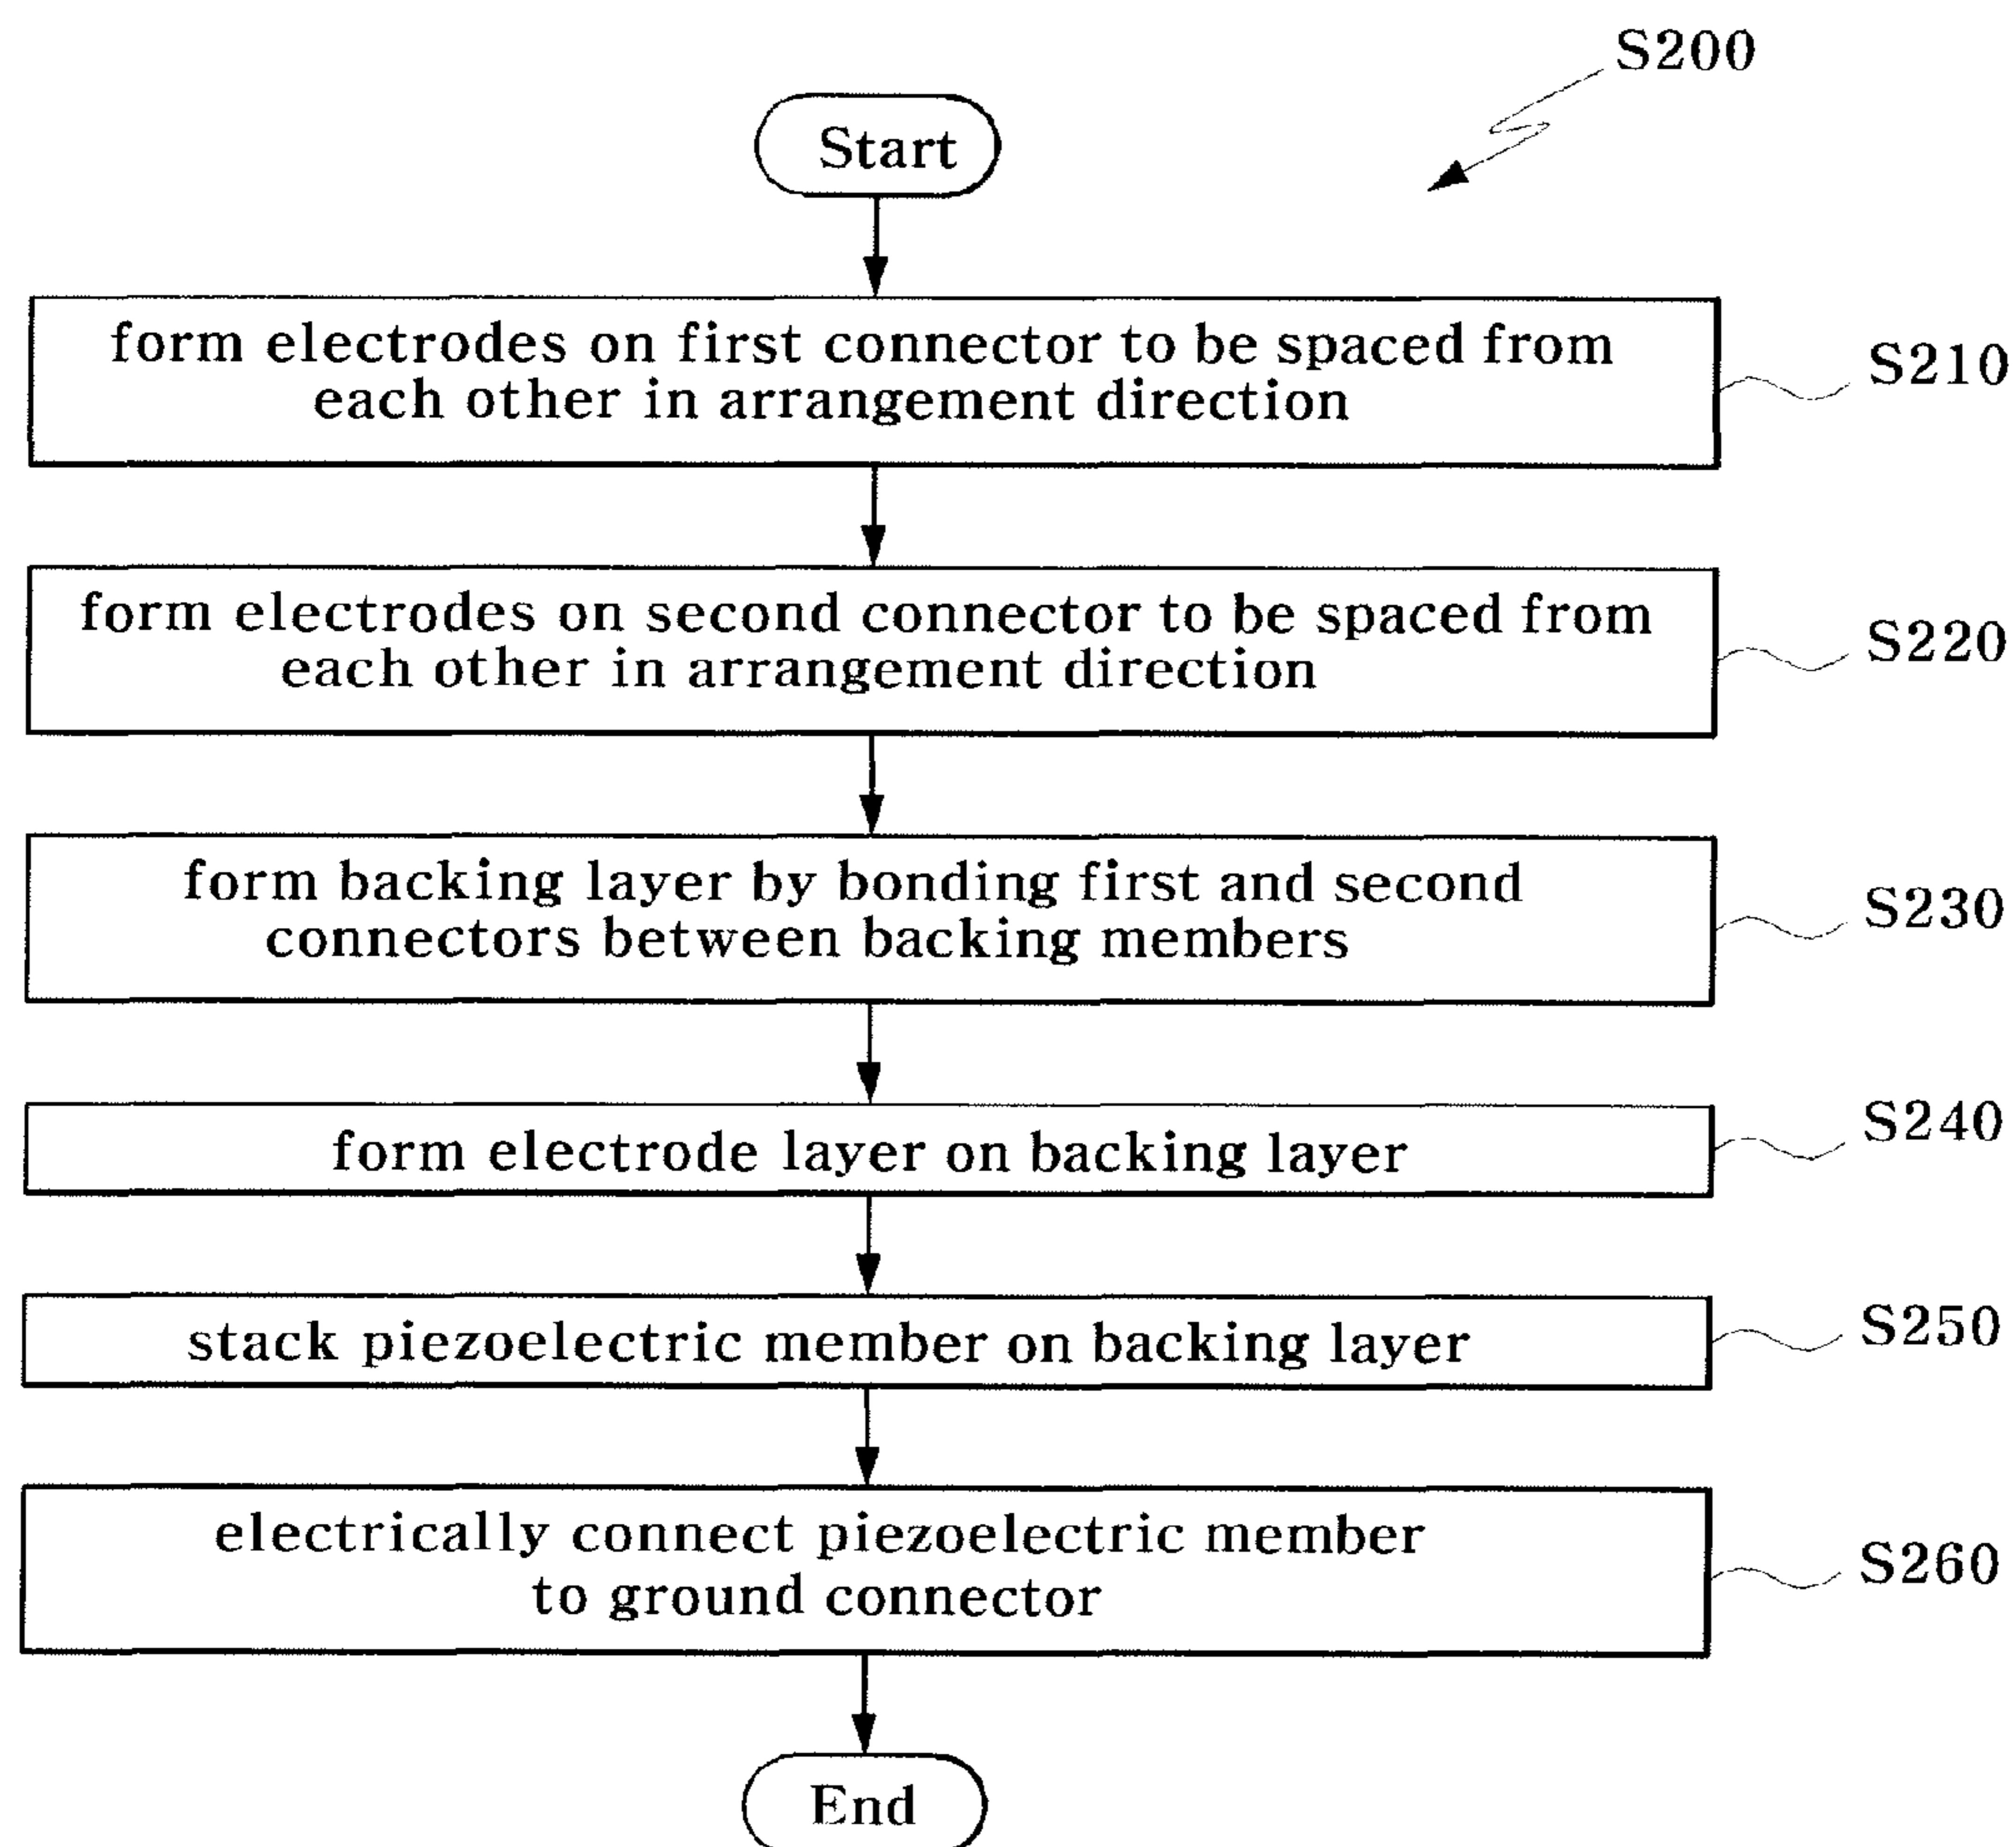 S200
Start
form electrodes on first connector to be spaced from
each other in arrangement direction
S210
form electrodes on second connector to be spaced from
each other in arrangement direction
S220
form backing layer by bonding first and second
connectors between backing members
S230
form electrode layer on backing layer
S240
stack piezoelectric member on backing layer
S250
electrically connect piezoelectric member
to ground connector
S260
End